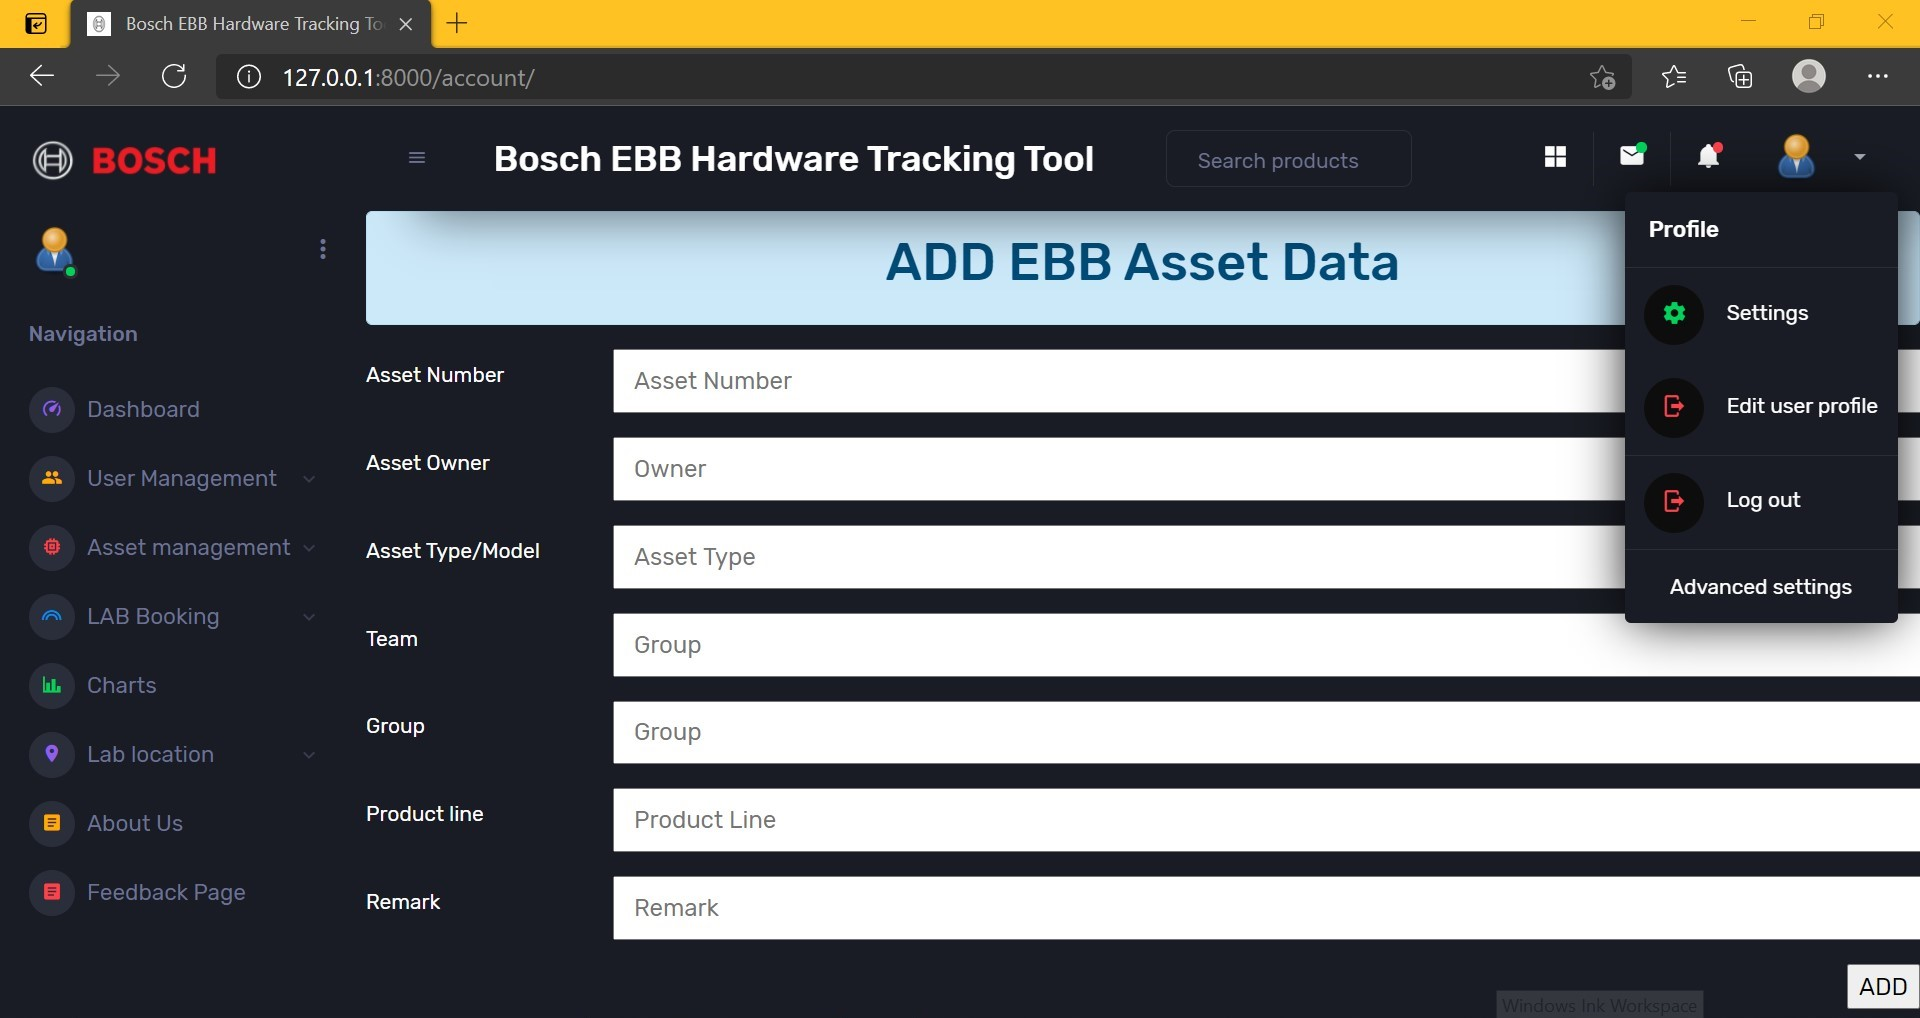 Bosch EBB Hardware Tracking To
127.0.0.1:8000/account/
BOSCH
Bosch EBB Hardware Tracking Tool
Search products
Profile
Settings
Edit user profile
Log out
Advanced settings
Navigation
Dashboard
User Management
Asset management
LAB Booking
Charts
Lab location
About Us
Feedback Page
ADD EBB Asset Data
Asset Number
Asset Number
Asset Owner
Owner
Asset Type/Model
Asset Type
Team
Group
Group
Group
Product line
Product Line
Remark
Remark
ADD
Windows Ink Workspace